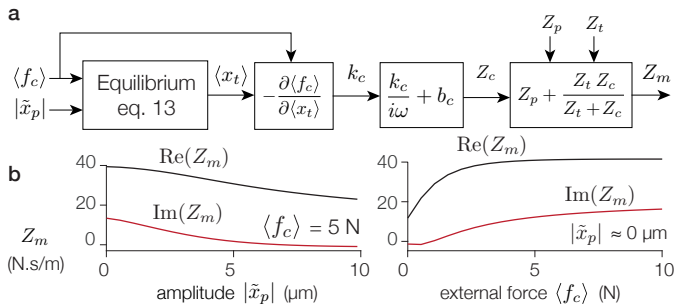 a
Z_p Z_t
⟨f_c⟩ ⟨x_t⟩ k_c Z_c Z_m
|x̃_p|
Equilibrium
eq. 13
-∂⟨f_c⟩/∂⟨x_t⟩
k_c/iω + b_c
Z_p + Z_t Z_c/(Z_t + Z_c)
b
40
20
0
Z_m
(N.s/m)
Re(Z_m)
Im(Z_m)
⟨f_c⟩ = 5 N
0 5 10
amplitude |x̃_p| (µm)
40
20
0
Re(Z_m)
Im(Z_m)
|x̃_p| ≈ 0 µm
0 5 10
external force ⟨f_c⟩ (N)